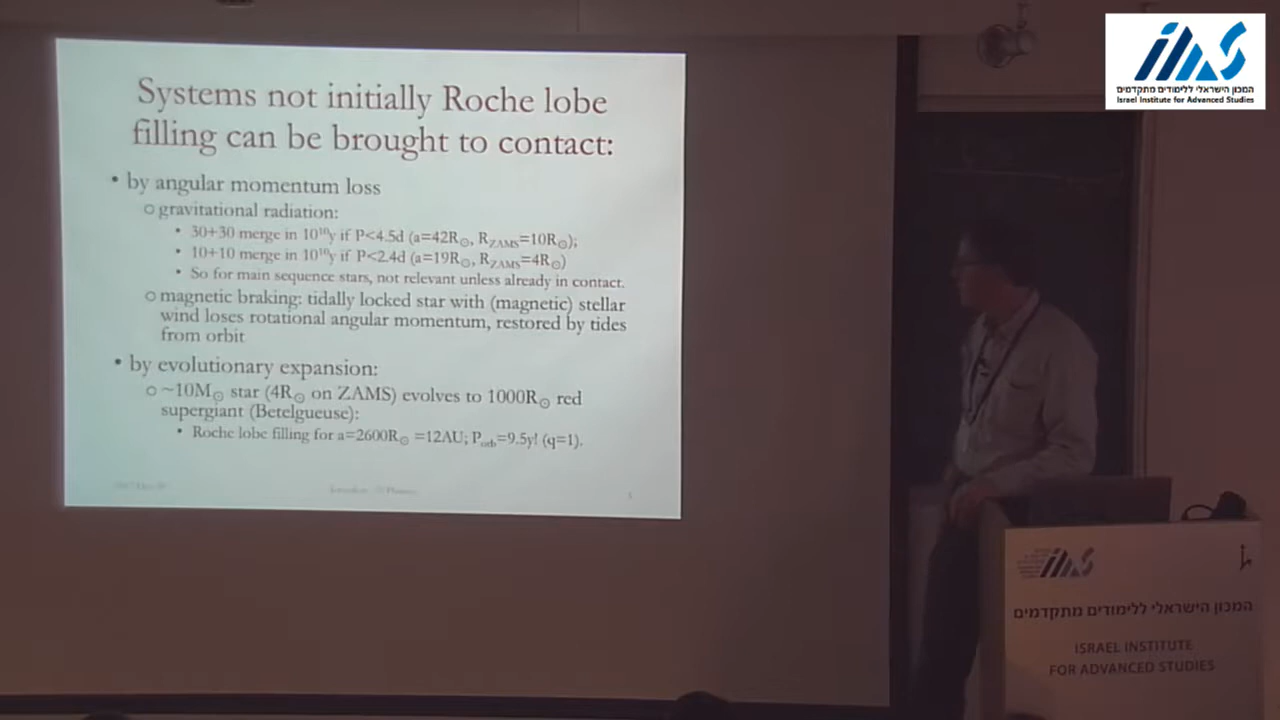 Systems not initially Roche lobe
filling can be brought to contact:
• by angular momentum loss
o gravitational radiation:
• 30+30 merge in 10¹⁰y if P<4.5d (a=42R☉, R_ZAMS=10R☉);
• 10+10 merge in 10¹⁰y if P<2.4d (a=19R☉, R_ZAMS=4R☉)
• So for main sequence stars, not relevant unless already in contact.
o magnetic braking: tidally locked star with (magnetic) stellar
wind loses rotational angular momentum, restored by tides
from orbit
• by evolutionary expansion:
o ~10M☉ star (4R☉ on ZAMS) evolves to 1000R☉ red
supergiant (Betelgueuse):
• Roche lobe filling for a=2600R☉ =12AU; P_orb=9.5y! (q=1).
המכון הישראלי ללימודים מתקדמים
Israel Institute for Advanced Studies
המכון הישראלי ללימודים מתקדמים
ISRAEL INSTITUTE
FOR ADVANCED STUDIES